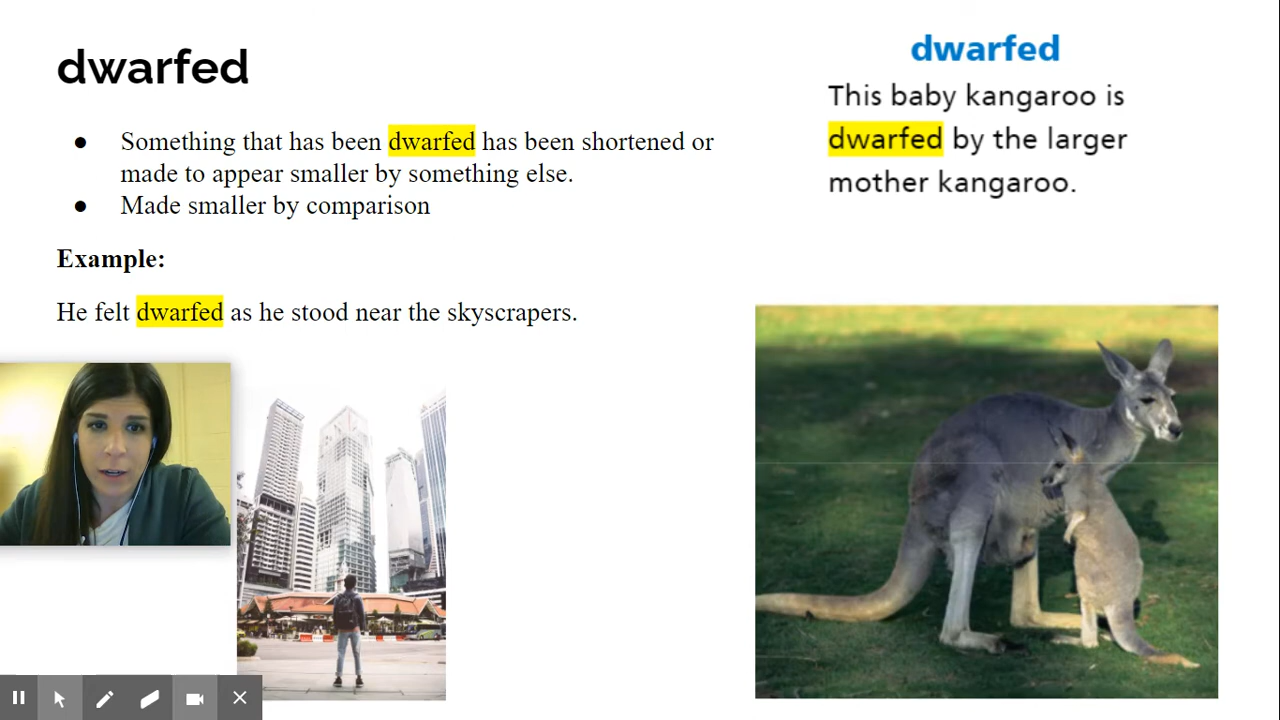 dwarfed
● Something that has been dwarfed has been shortened or
made to appear smaller by something else.
● Made smaller by comparison
Example:
He felt dwarfed as he stood near the skyscrapers.
dwarfed
This baby kangaroo is
dwarfed by the larger
mother kangaroo.